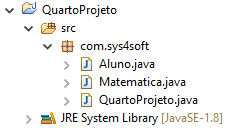 QuartoProjeto
src
com.sys4soft
Aluno.java
Matematica.java
QuartoProjeto.java
JRE System Library [JavaSE-1.8]